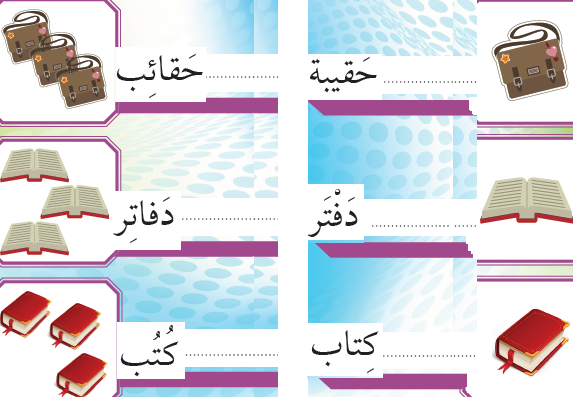 حَقيبة
حَقائِب
دَفْتَر
دَفاتِر
كِتاب
كُتُب